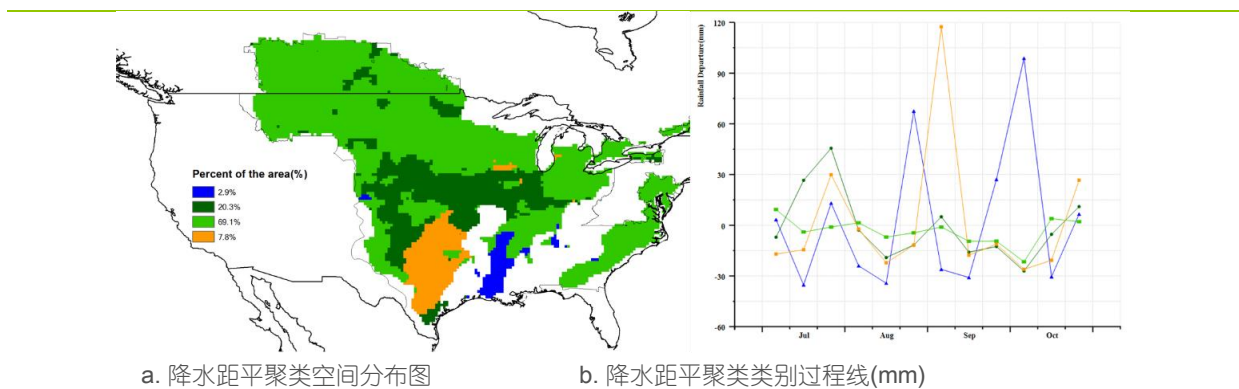 Percent of the area(%)
2.9%
20.3%
69.1%
7.8%
Rainfall Departure(mm)
120
90
60
30
0
-30
-60
Jul
Aug
Sep
Oct
a. 降水距平聚类空间分布图
b. 降水距平聚类类别过程线(mm)